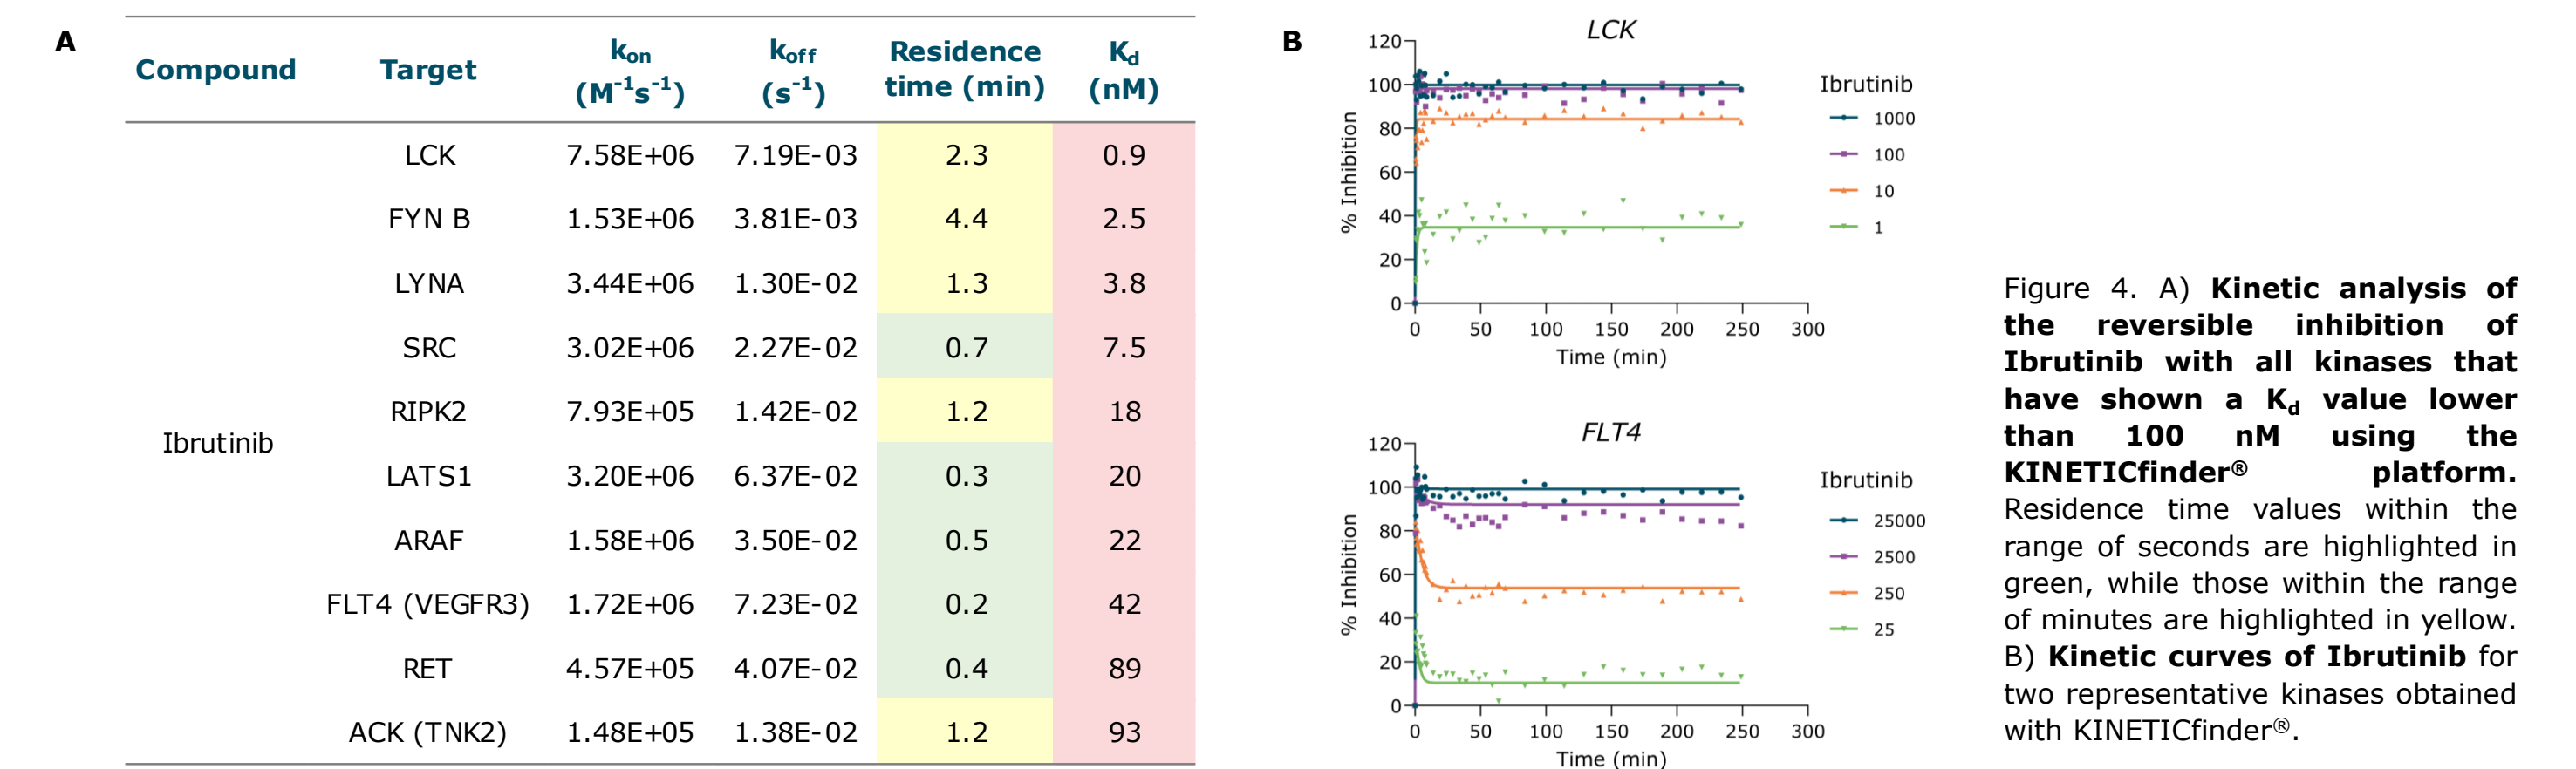 A
Compound Target kon (M-1s-1) koff (s-1) Residence time (min) Kd (nM)
Ibrutinib
LCK 7.58E+06 7.19E-03 2.3 0.9
FYN B 1.53E+06 3.81E-03 4.4 2.5
LYNA 3.44E+06 1.30E-02 1.3 3.8
SRC 3.02E+06 2.27E-02 0.7 7.5
RIPK2 7.93E+05 1.42E-02 1.2 18
LATS1 3.20E+06 6.37E-02 0.3 20
ARAF 1.58E+06 3.50E-02 0.5 22
FLT4 (VEGFR3) 1.72E+06 7.23E-02 0.2 42
RET 4.57E+05 4.07E-02 0.4 89
ACK (TNK2) 1.48E+05 1.38E-02 1.2 93
B
LCK
% Inhibition
120
100
80
60
40
20
0
0 50 100 150 200 250 300
Time (min)
Ibrutinib
1000
100
10
1
FLT4
% Inhibition
120
100
80
60
40
20
0
0 50 100 150 200 250 300
Time (min)
Ibrutinib
25000
2500
250
25
Figure 4. A) Kinetic analysis of
the reversible inhibition of
Ibrutinib with all kinases that
have shown a Kd value lower
than 100 nM using the
KINETICfinder® platform.
Residence time values within the
range of seconds are highlighted in
green, while those within the range
of minutes are highlighted in yellow.
B) Kinetic curves of Ibrutinib for
two representative kinases obtained
with KINETICfinder®.